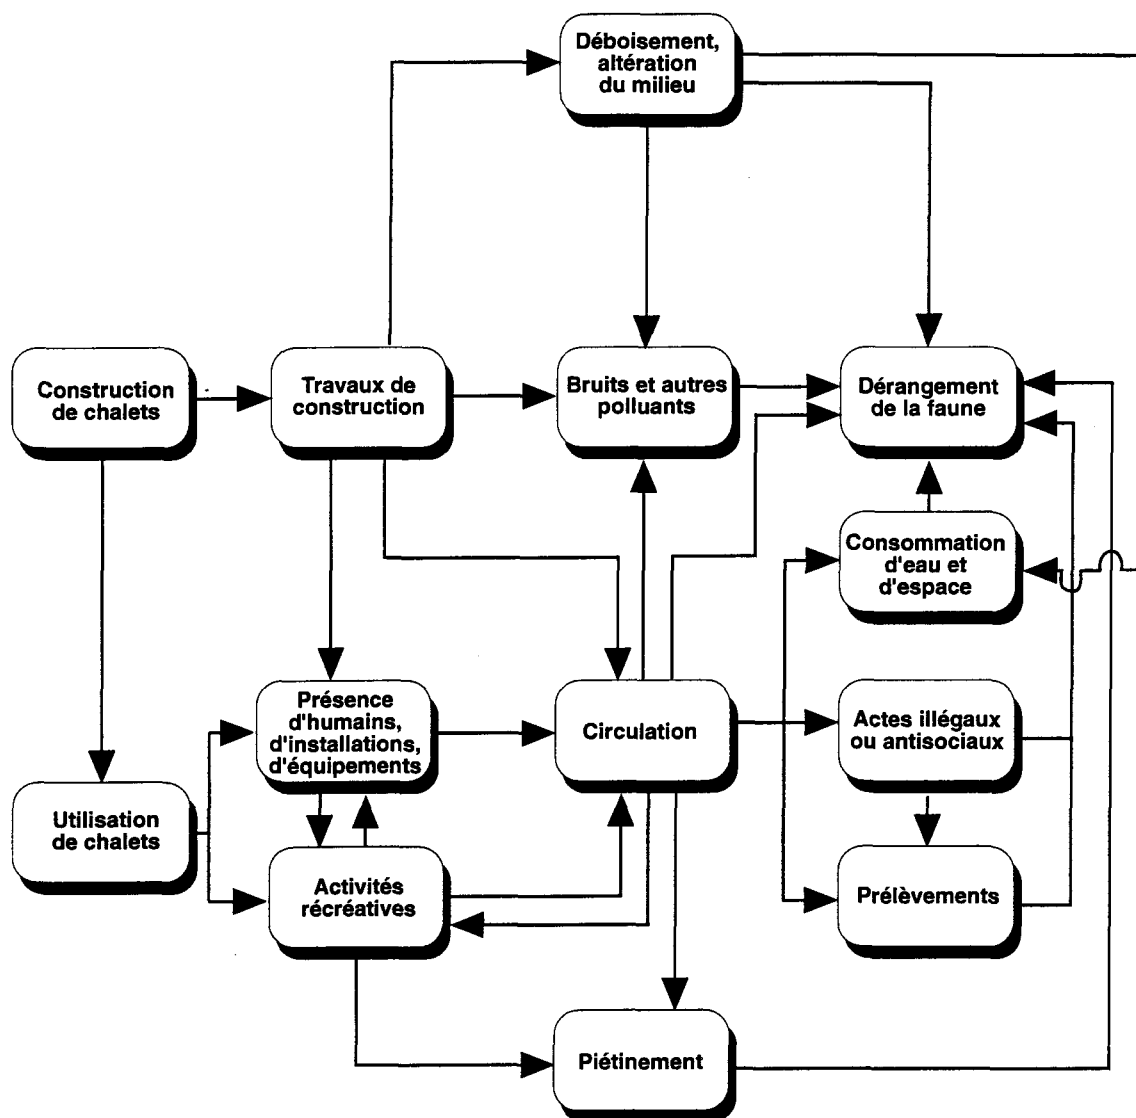 Déboisement,
altération
du milieu
Construction
de chalets
Travaux de
construction
Bruits et autres
polluants
Dérangement
de la faune
Consommation
d'eau et
d'espace
Présence
d'humains,
d'installations,
d'équipements
Circulation
Actes illégaux
ou antisociaux
Utilisation
de chalets
Activités
récréatives
Prélèvements
Piétinement